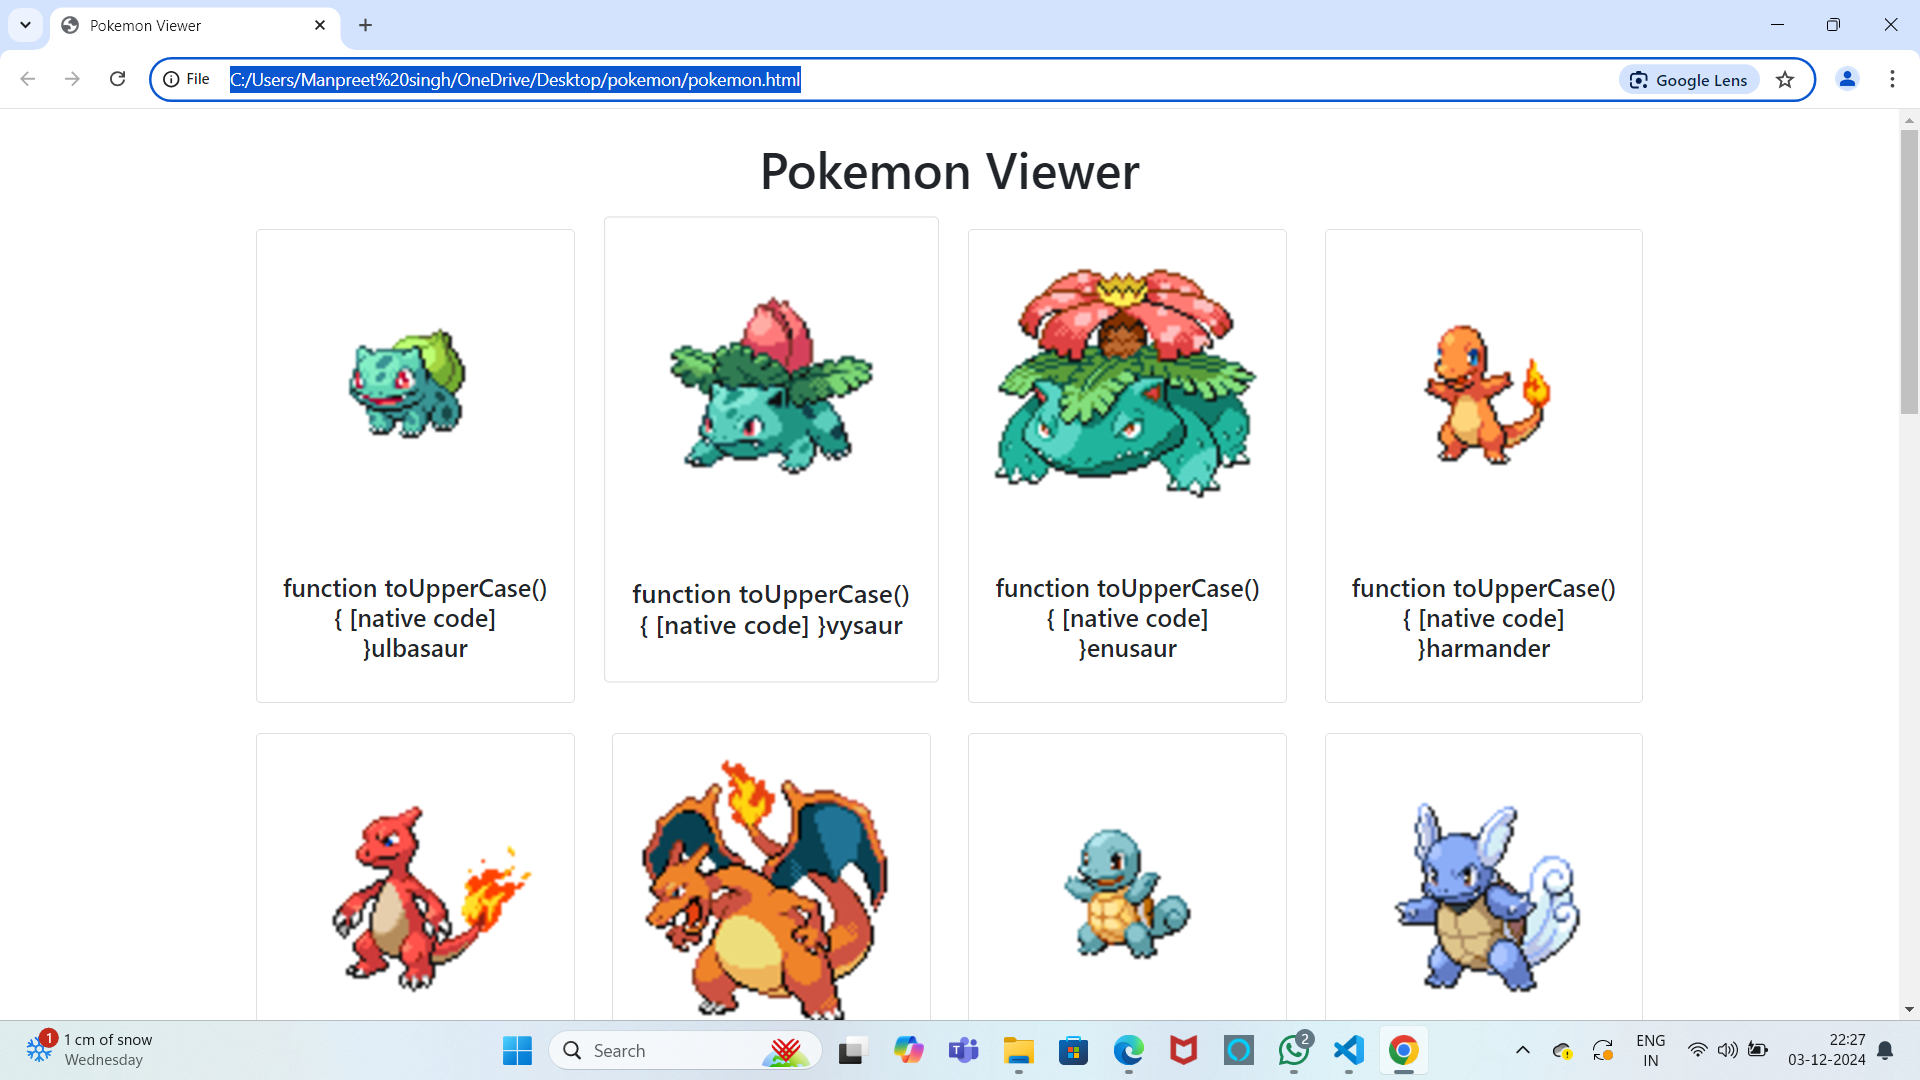 Pokemon Viewer
File
C:/Users/Manpreet%20singh/OneDrive/Desktop/pokemon/pokemon.html
Google Lens
Pokemon Viewer
function toUpperCase()
{ [native code]
}ulbasaur
function toUpperCase()
{ [native code] }vysaur
function toUpperCase()
{ [native code]
}enusaur
function toUpperCase()
{ [native code]
}harmander
1
1 cm of snow
Wednesday
Search
2
ENG
IN
22:27
03-12-2024